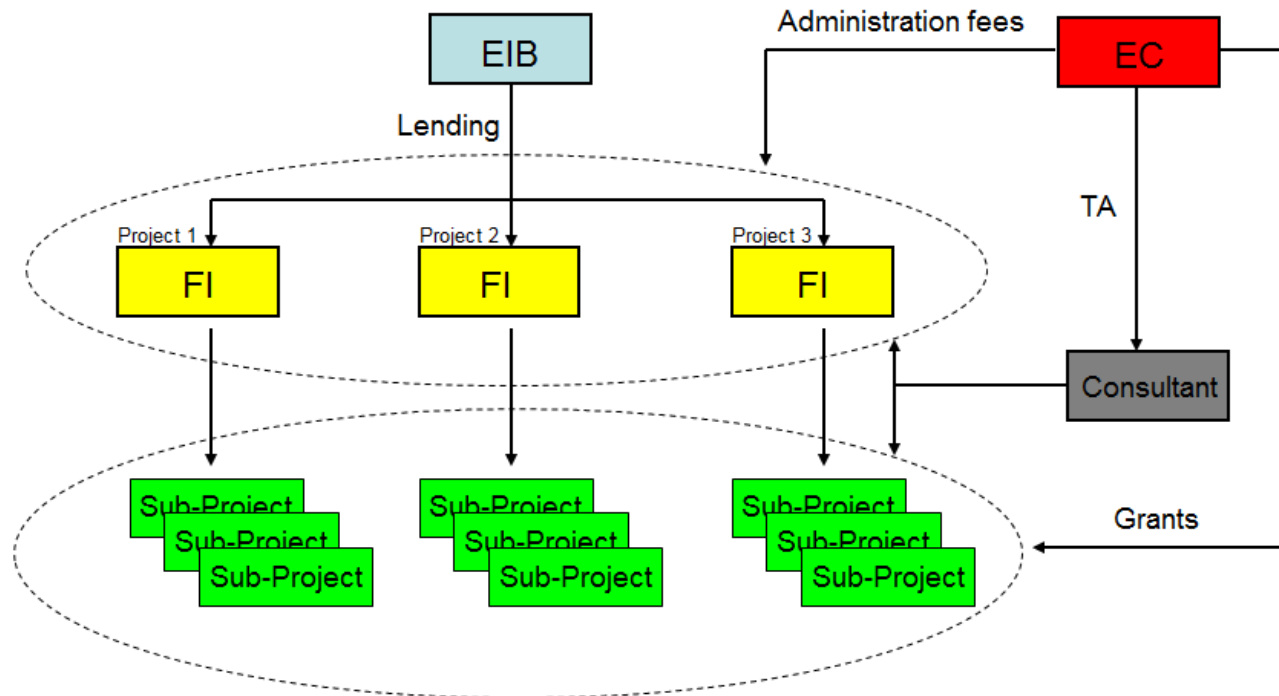 Administration fees
EIB
EC
Lending
TA
Project 1
Project 2
Project 3
FI
FI
FI
Consultant
Sub-Project
Sub-Project
Sub-Project
Sub-Project
Sub-Project
Sub-Project
Sub-Project
Sub-Project
Sub-Project
Grants